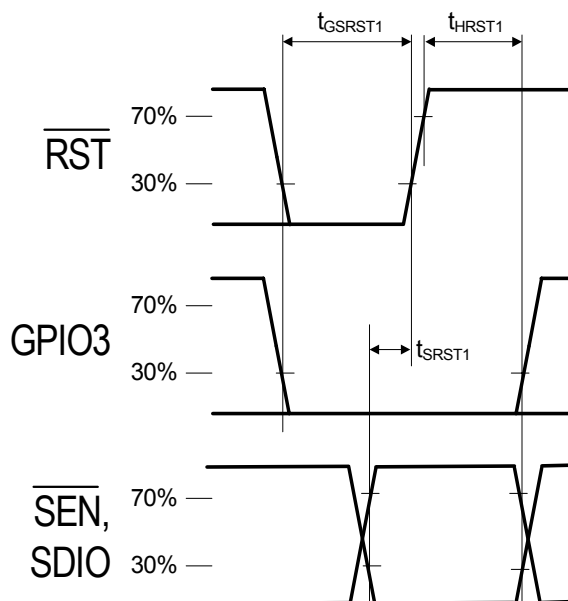 tGSRST1 tHRST1
70%
RST
30%
70%
GPIO3
30%
tSRST1
70%
SEN,
SDIO
30%